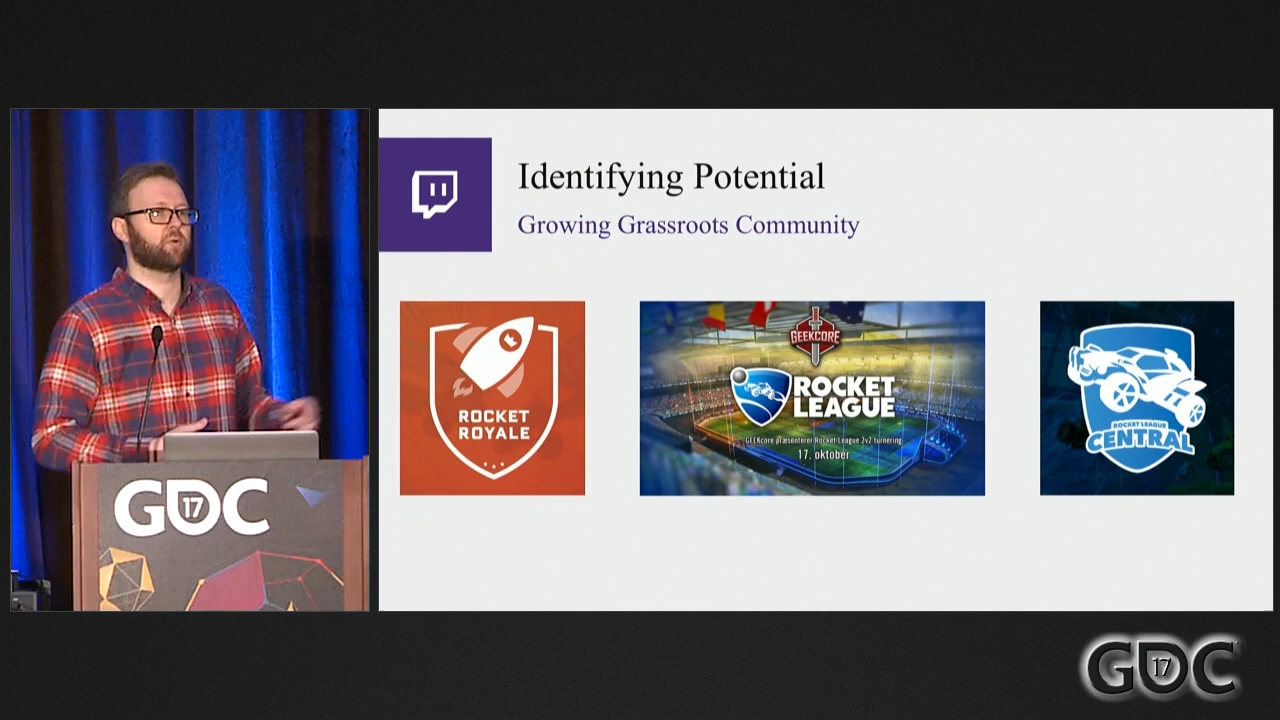 Identifying Potential
Growing Grassroots Community
ROCKET
ROYALE
GEEKCORE
ROCKET
LEAGUE
GEEKcore præsenterer Rocket League 2v2 turnering
17. oktober
ROCKET LEAGUE
CENTRAL
GDC
17
GDC
17